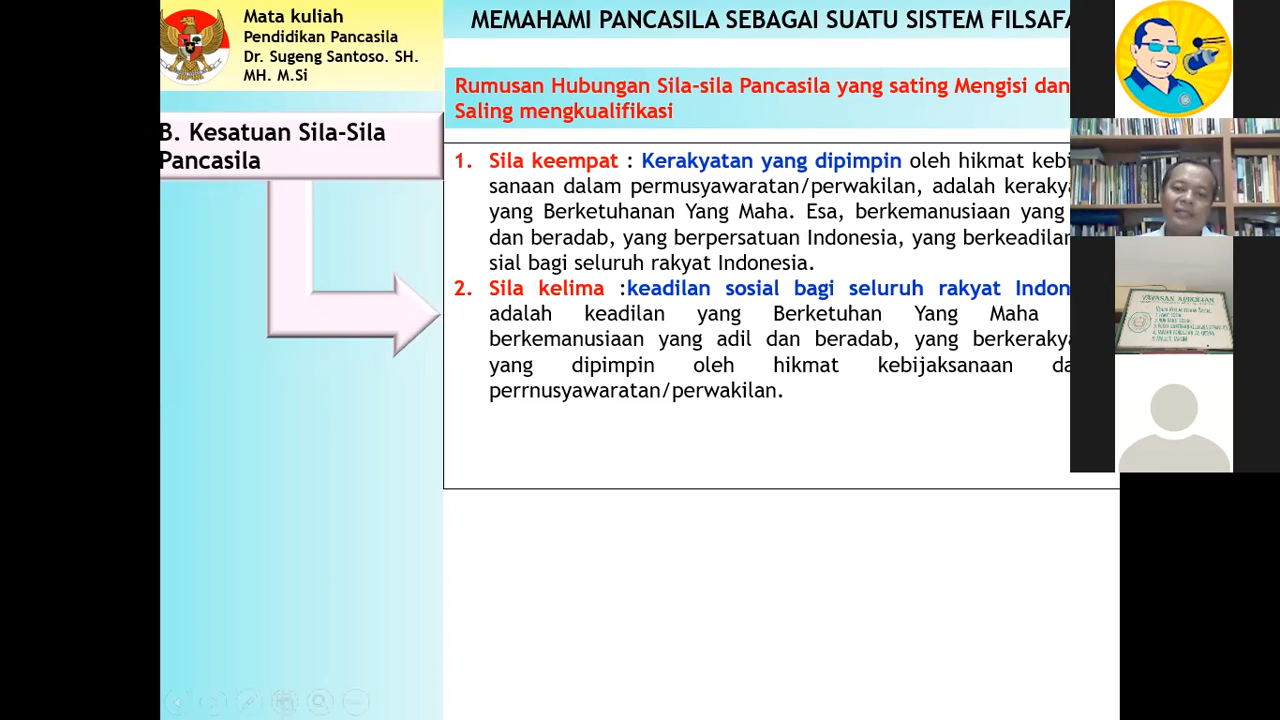 Mata kuliah
Pendidikan Pancasila
Dr. Sugeng Santoso. SH.
MH. M.Si
MEMAHAMI PANCASILA SEBAGAI SUATU SISTEM FILSAFA
Rumusan Hubungan Sila-sila Pancasila yang sating Mengisi dan
Saling mengkualifikasi
B. Kesatuan Sila-Sila
Pancasila
1. Sila keempat : Kerakyatan yang dipimpin oleh hikmat kebi
sanaan dalam permusyawaratan/perwakilan, adalah keraky
yang Berketuhanan Yang Maha. Esa, berkemanusiaan yang
dan beradab, yang berpersatuan Indonesia, yang berkeadilan
sial bagi seluruh rakyat Indonesia.
2. Sila kelima :keadilan sosial bagi seluruh rakyat Indon
adalah keadilan yang Berketuhan Yang Maha
berkemanusiaan yang adil dan beradab, yang berkeraky
yang dipimpin oleh hikmat kebijaksanaan da
perrnusyawaratan/perwakilan.